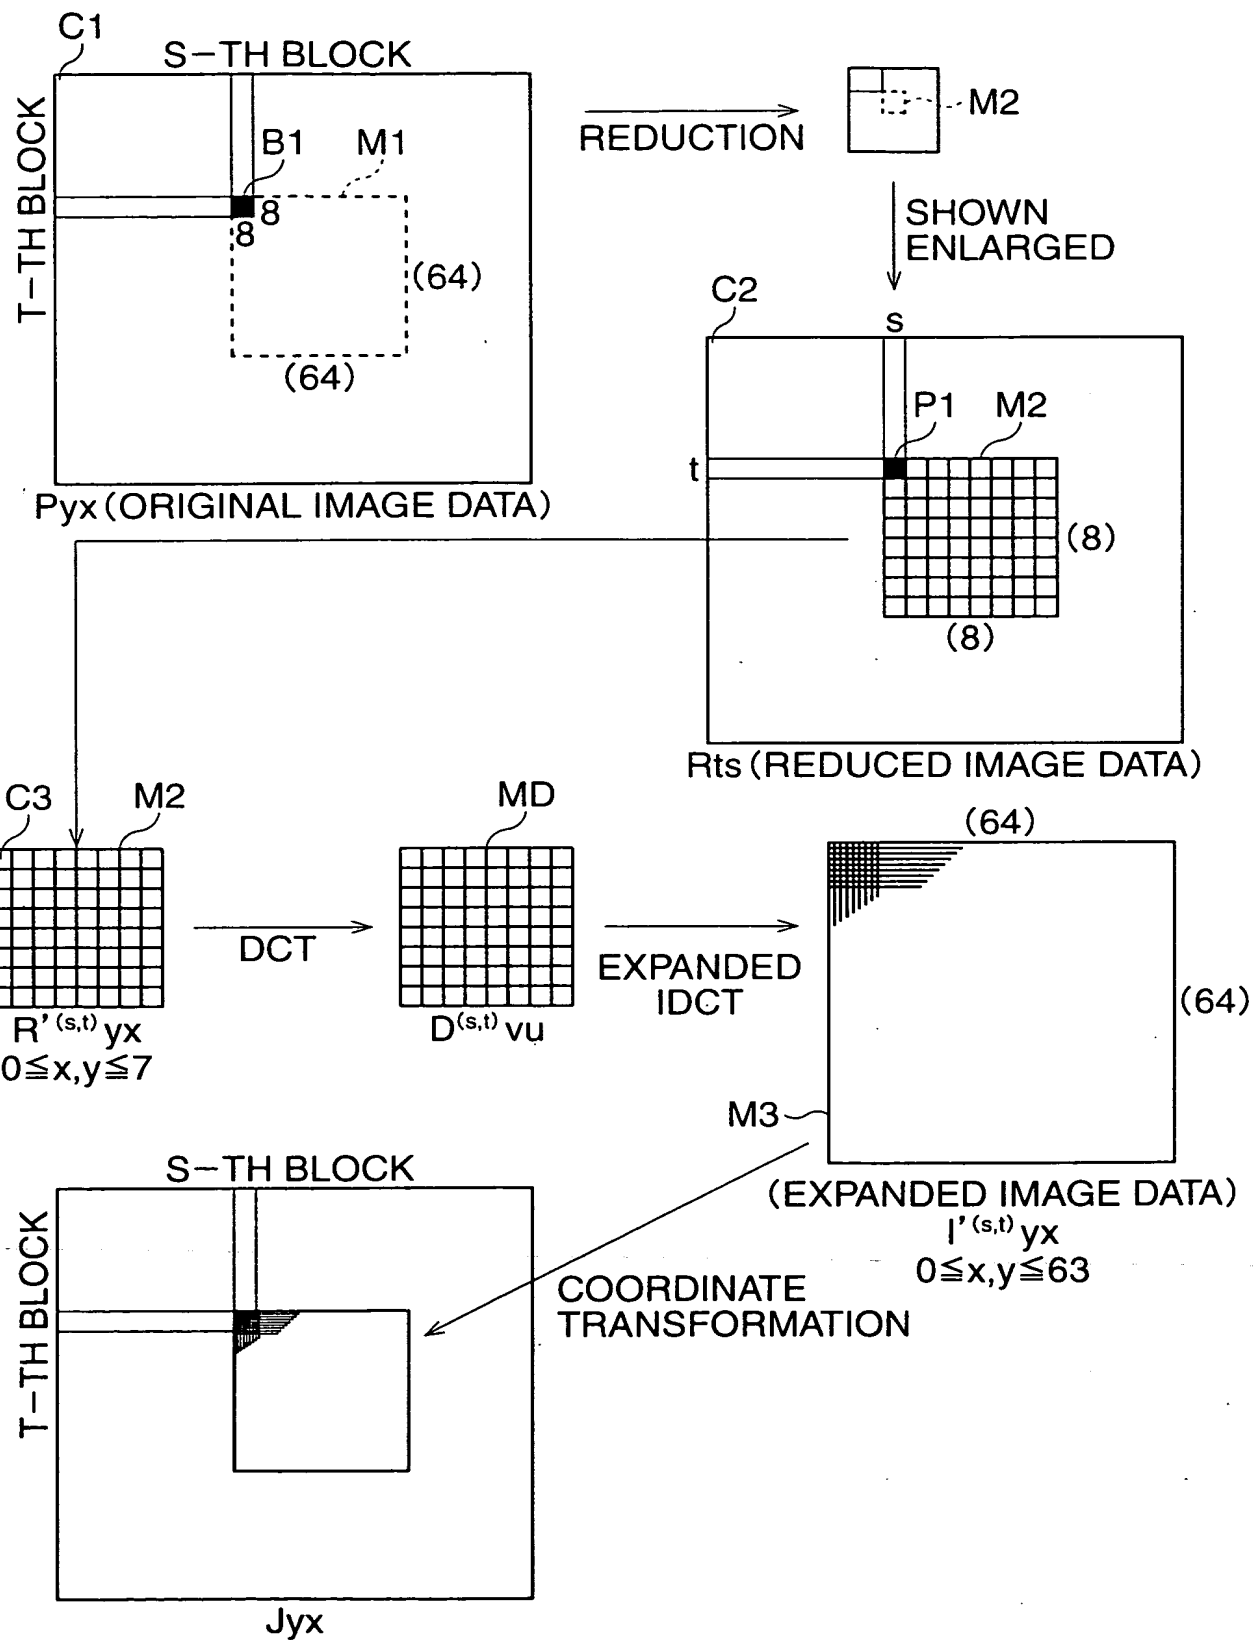 C1
S-TH BLOCK
T-TH BLOCK
B1
M1
8
8
(64)
(64)
Pyx (ORIGINAL IMAGE DATA)
REDUCTION
M2
SHOWN
ENLARGED
C2
s
P1
M2
t
(8)
(8)
Rts (REDUCED IMAGE DATA)
C3
M2
R'(s,t) yx
0≦x,y≦7
DCT
MD
D(s,t) vu
EXPANDED
IDCT
(64)
(64)
M3
(EXPANDED IMAGE DATA)
I'(s,t) yx
0≦x,y≦63
COORDINATE
TRANSFORMATION
S-TH BLOCK
T-TH BLOCK
Jyx